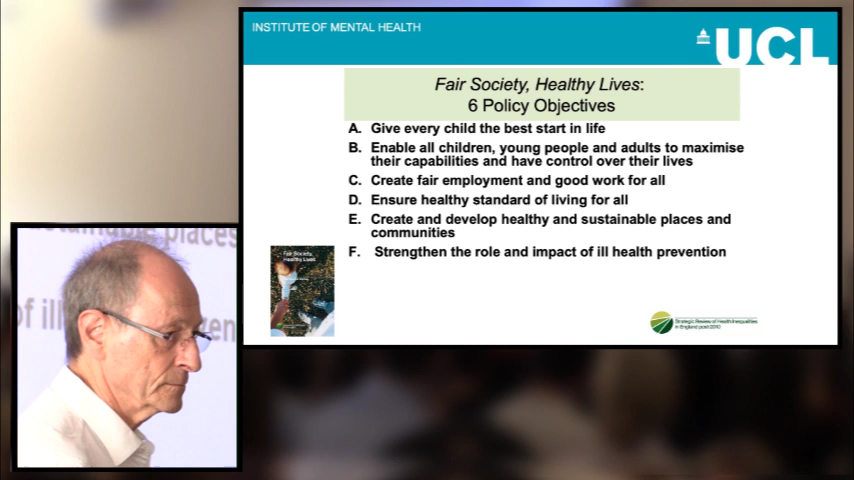 INSTITUTE OF MENTAL HEALTH
UCL
Fair Society, Healthy Lives:
6 Policy Objectives
A. Give every child the best start in life
B. Enable all children, young people and adults to maximise
their capabilities and have control over their lives
C. Create fair employment and good work for all
D. Ensure healthy standard of living for all
E. Create and develop healthy and sustainable places and
communities
F. Strengthen the role and impact of ill health prevention
Fair Society,
Healthy Lives
Strategic Review of Health Inequalities
in England post 2010
places
of ill